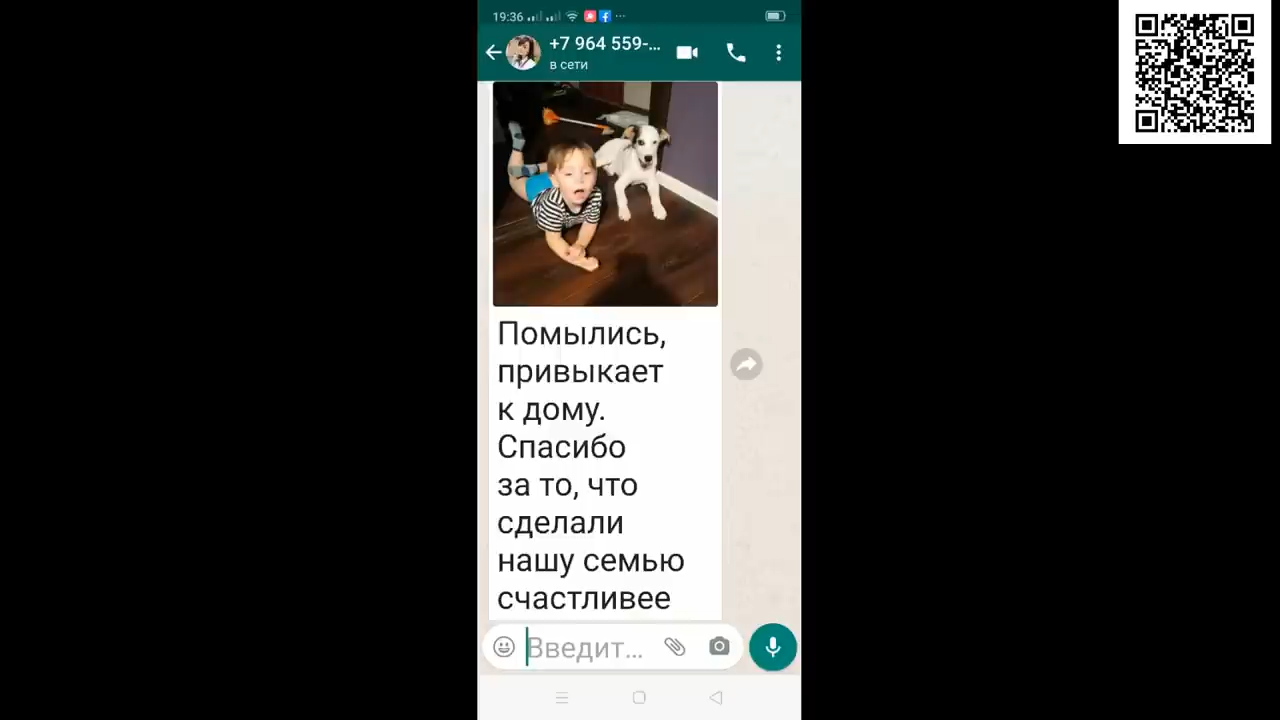 19:36
+7 964 559-...
в сети
Помылись,
привыкает
к дому.
Спасибо
за то, что
сделали
нашу семью
счастливее
Введит...